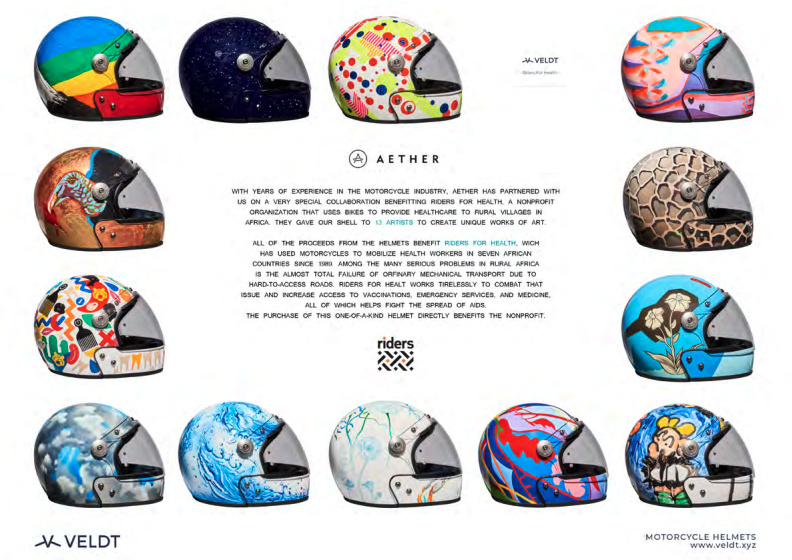 VELDT
Riders For Health
AETHER
WITH YEARS OF EXPERIENCE IN THE MOTORCYCLE INDUSTRY, AETHER HAS PARTNERED WITH
US ON A VERY SPECIAL COLLABORATION BENEFITTING RIDERS FOR HEALTH, A NONPROFIT
ORGANIZATION THAT USES BIKES TO PROVIDE HEALTHCARE TO RURAL VILLAGES IN
AFRICA. THEY GAVE OUR SHELL TO 13 ARTISTS TO CREATE UNIQUE WORKS OF ART.
ALL OF THE PROCEEDS FROM THE HELMETS BENEFIT RIDERS FOR HEALTH, WICH
HAS USED MOTORCYCLES TO MOBILIZE HEALTH WORKERS IN SEVEN AFRICAN
COUNTRIES SINCE 1989. AMONG THE MANY SERIOUS PROBLEMS IN RURAL AFRICA
IS THE ALMOST TOTAL FAILURE OF ORFINARY MECHANICAL TRANSPORT DUE TO
HARD-TO-ACCESS ROADS. RIDERS FOR HEALT WORKS TIRELESSLY TO COMBAT THAT
ISSUE AND INCREASE ACCESS TO VACCINATIONS, EMERGENCY SERVICES, AND MEDICINE,
ALL OF WHICH HELPS FIGHT THE SPREAD OF AIDS.
THE PURCHASE OF THIS ONE-OF-A-KIND HELMET DIRECTLY BENEFITS THE NONPROFIT.
riders
VELDT
MOTORCYCLE HELMETS
www.veldt.xyz